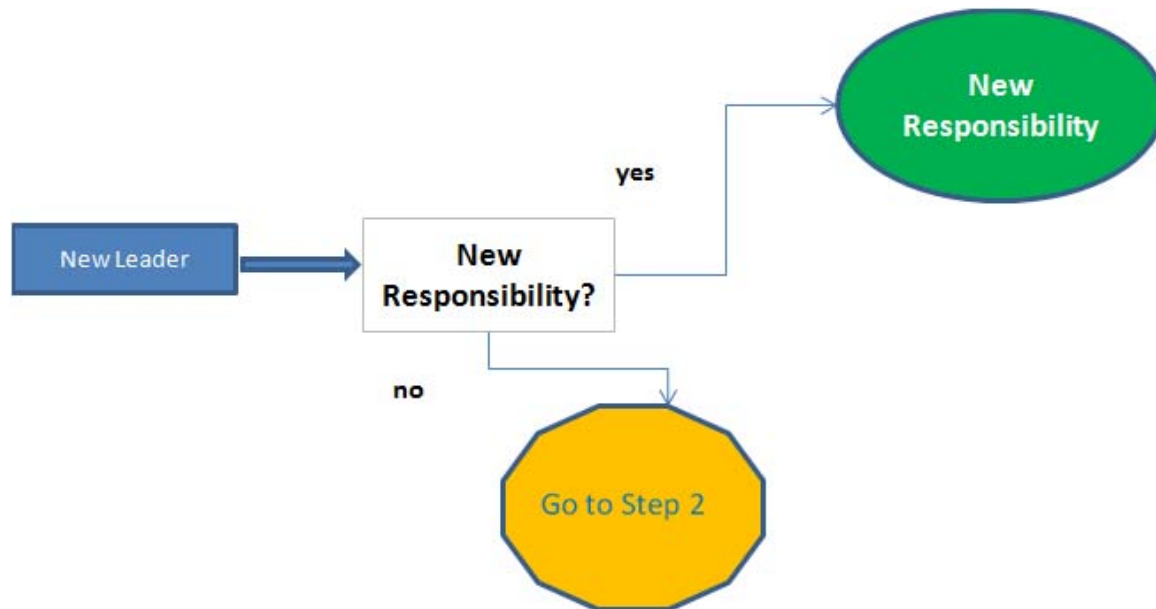 New
Responsibility
yes
New Leader
New
Responsibility?
no
Go to Step 2